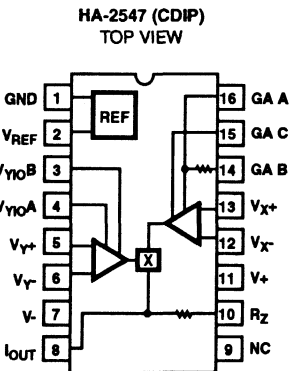 HA-2547 (CDIP)
TOP VIEW
GND 1
REF
16 GA A
VREF 2
15 GA C
VYIOB 3
14 GA B
VYIOA 4
13 VX+
VY+ 5
12 VX-
VY- 6
X
11 V+
V- 7
10 RZ
IOUT 8
9 NC